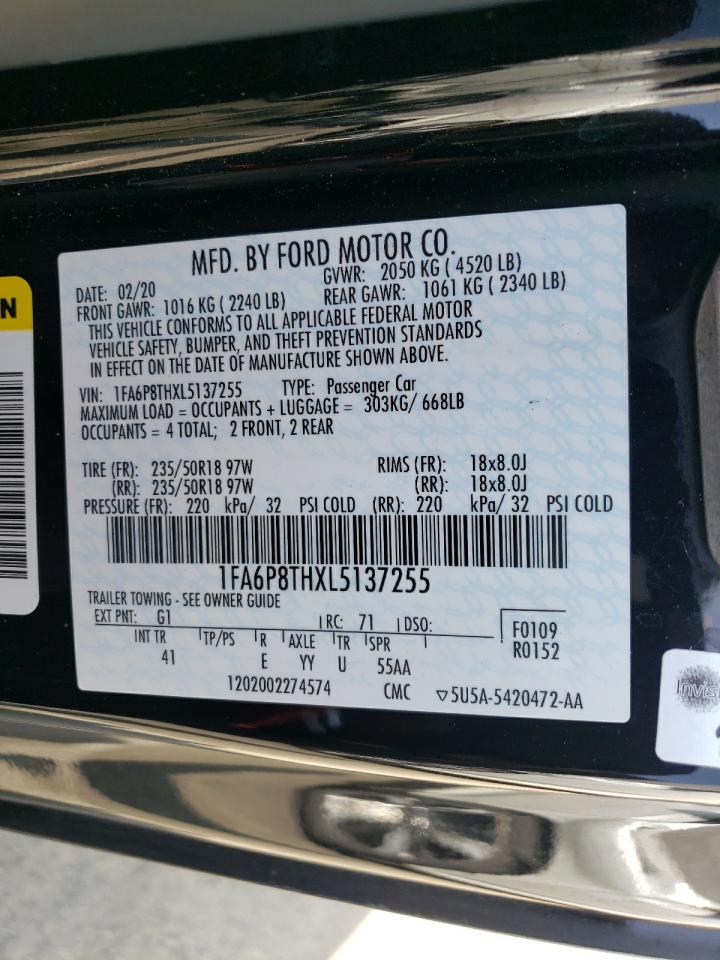 MFD. BY FORD MOTOR CO.
DATE: 02/20 GVWR: 2050 KG ( 4520 LB)
FRONT GAWR: 1016 KG ( 2240 LB) REAR GAWR: 1061 KG ( 2340 LB)
THIS VEHICLE CONFORMS TO ALL APPLICABLE FEDERAL MOTOR
VEHICLE SAFETY, BUMPER, AND THEFT PREVENTION STANDARDS
IN EFFECT ON THE DATE OF MANUFACTURE SHOWN ABOVE.
VIN: 1FA6P8THXL5137255 TYPE: Passenger Car
MAXIMUM LOAD = OCCUPANTS + LUGGAGE = 303KG/ 668LB
OCCUPANTS = 4 TOTAL; 2 FRONT, 2 REAR
TIRE (FR): 235/50R18 97W RIMS (FR): 18x8.0J
(RR): 235/50R18 97W (RR): 18x8.0J
PRESSURE (FR): 220 kPa/ 32 PSI COLD (RR): 220 kPa/ 32 PSI COLD
1FA6P8THXL5137255
TRAILER TOWING - SEE OWNER GUIDE
EXT PNT: G1 RC: 71 DSO: F0109
INT TR TP/PS R AXLE TR SPR R0152
41 E YY U 55AA
1202002274574 CMC ▽5U5A-5420472-AA
N